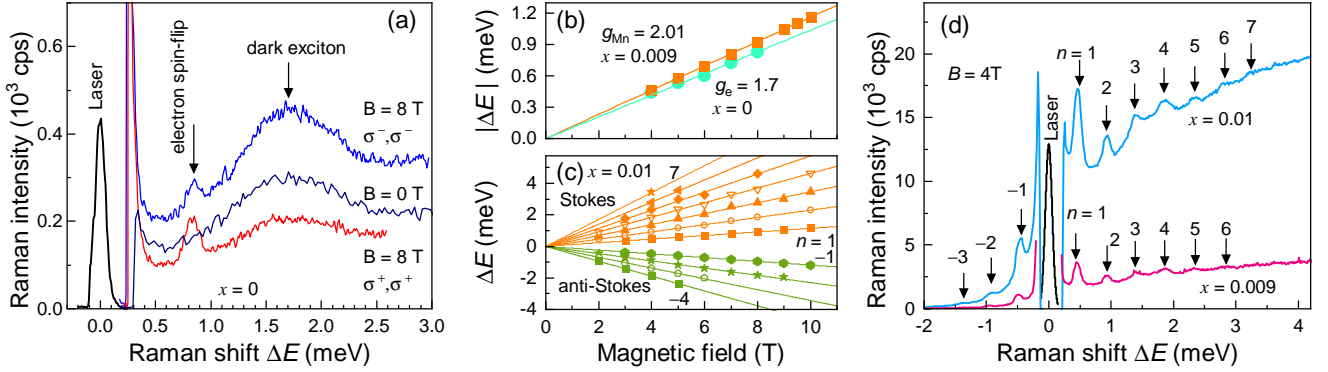 (a)
Raman intensity (10³ cps)
0.6
0.4
0.2
0.0
Laser
electron spin-flip
dark exciton
B = 8 T
σ⁻,σ⁻
B = 0 T
B = 8 T
σ⁺,σ⁺
x = 0
0.0 0.5 1.0 1.5 2.0 2.5 3.0
Raman shift ΔE (meV)
(b)
|ΔE| (meV)
1.2
0.9
0.6
0.3
0.0
g_Mn = 2.01
x = 0.009
g_e = 1.7
x = 0
(c)
x = 0.01
ΔE (meV)
4
2
0
-2
-4
7
Stokes
n = 1
−1
anti-Stokes
−4
0 2 4 6 8 10
Magnetic field (T)
(d)
Raman intensity (10³ cps)
20
15
10
5
0
B = 4T
Laser
n = 1
2
3
4
5
6
7
x = 0.01
−1
−2
−3
n = 1
2
3
4
5
6
x = 0.009
-2 -1 0 1 2 3 4
Raman shift ΔE (meV)